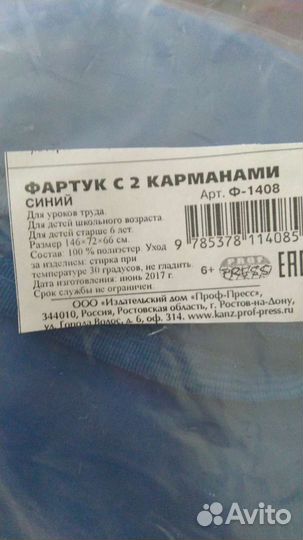 ФАРТУК С 2 КАРМАНАМИ
СИНИЙ
Арт. Ф-1408
Для уроков труда.
Для детей школьного возраста.
Для детей старше 6 лет.
Размер 146×72×66 см.
Состав: 100 % полиэстер. Уход
за изделием: стирка при
температуре 30 градусов, не гладить.
Дата изготовления: июнь 2017 г.
Срок службы не ограничен.
9 785378 114085
6+ ПРОФ ПРЕСС ЕАС
ООО «Издательский дом «Проф-Пресс»,
344010, Россия, Ростовская область, г. Ростов-на-Дону,
ул. Города Волос, д. 6, оф. 314. www.kanz.prof-press.ru
Avito